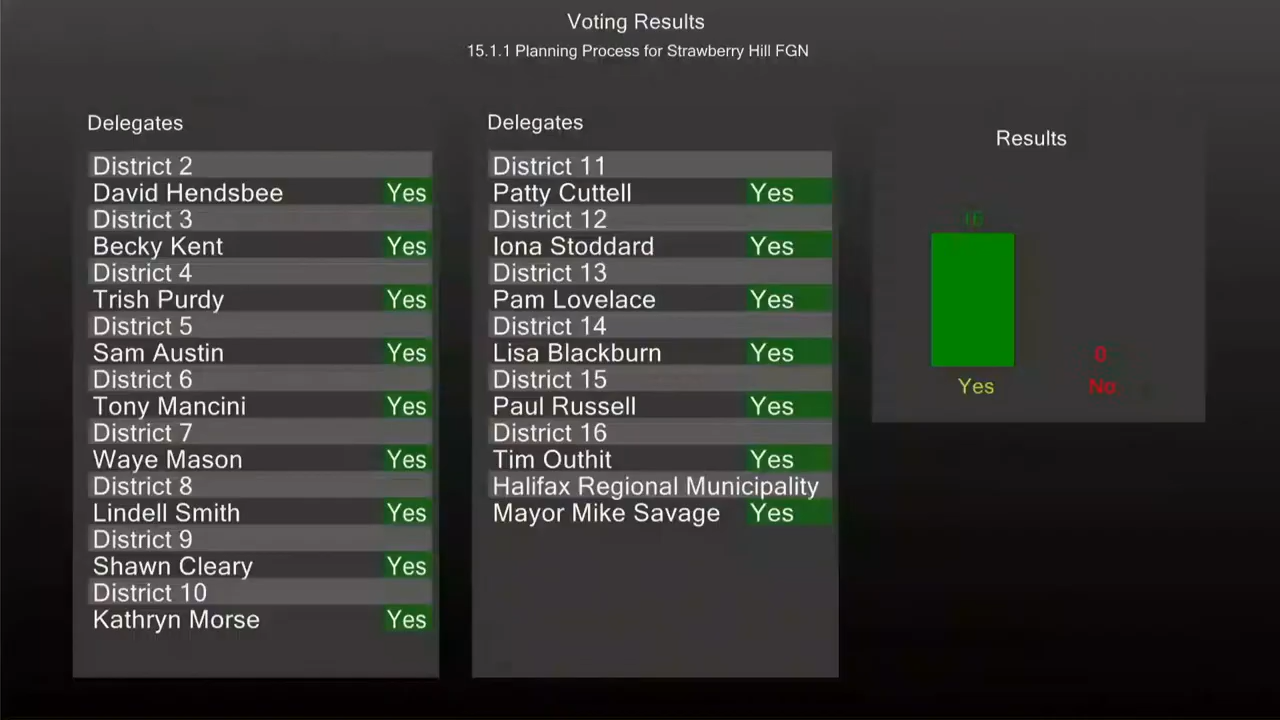 Voting Results
15.1.1 Planning Process for Strawberry Hill FGN
Delegates
District 2
David Hendsbee Yes
District 3
Becky Kent Yes
District 4
Trish Purdy Yes
District 5
Sam Austin Yes
District 6
Tony Mancini Yes
District 7
Waye Mason Yes
District 8
Lindell Smith Yes
District 9
Shawn Cleary Yes
District 10
Kathryn Morse Yes
Delegates
District 11
Patty Cuttell Yes
District 12
Iona Stoddard Yes
District 13
Pam Lovelace Yes
District 14
Lisa Blackburn Yes
District 15
Paul Russell Yes
District 16
Tim Outhit Yes
Halifax Regional Municipality
Mayor Mike Savage Yes
Results
16
0
Yes No